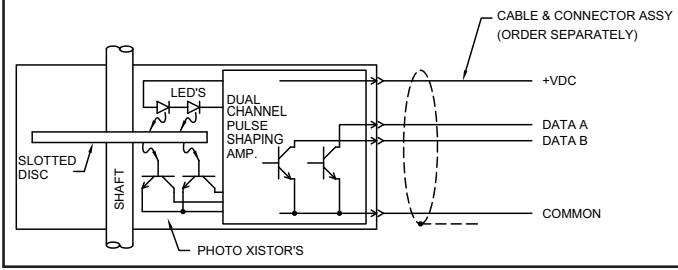 CABLE & CONNECTOR ASSY
(ORDER SEPARATELY)
+VDC
LED'S
DUAL
CHANNEL
PULSE
SHAPING
AMP.
DATA A
DATA B
SLOTTED
DISC
SHAFT
COMMON
PHOTO XISTOR'S